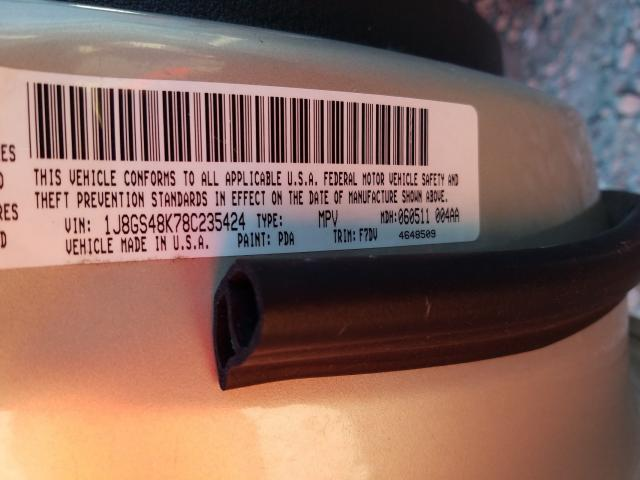 ES
THIS VEHICLE CONFORMS TO ALL APPLICABLE U.S.A. FEDERAL MOTOR VEHICLE SAFETY AND
D
THEFT PREVENTION STANDARDS IN EFFECT ON THE DATE OF MANUFACTURE SHOWN ABOVE.
RES
VIN: 1J8GS48K78C235424 TYPE: MPV MDH:060511 004AA
D
VEHICLE MADE IN U.S.A. PAINT: PDA TRIM: F7DV 4648509